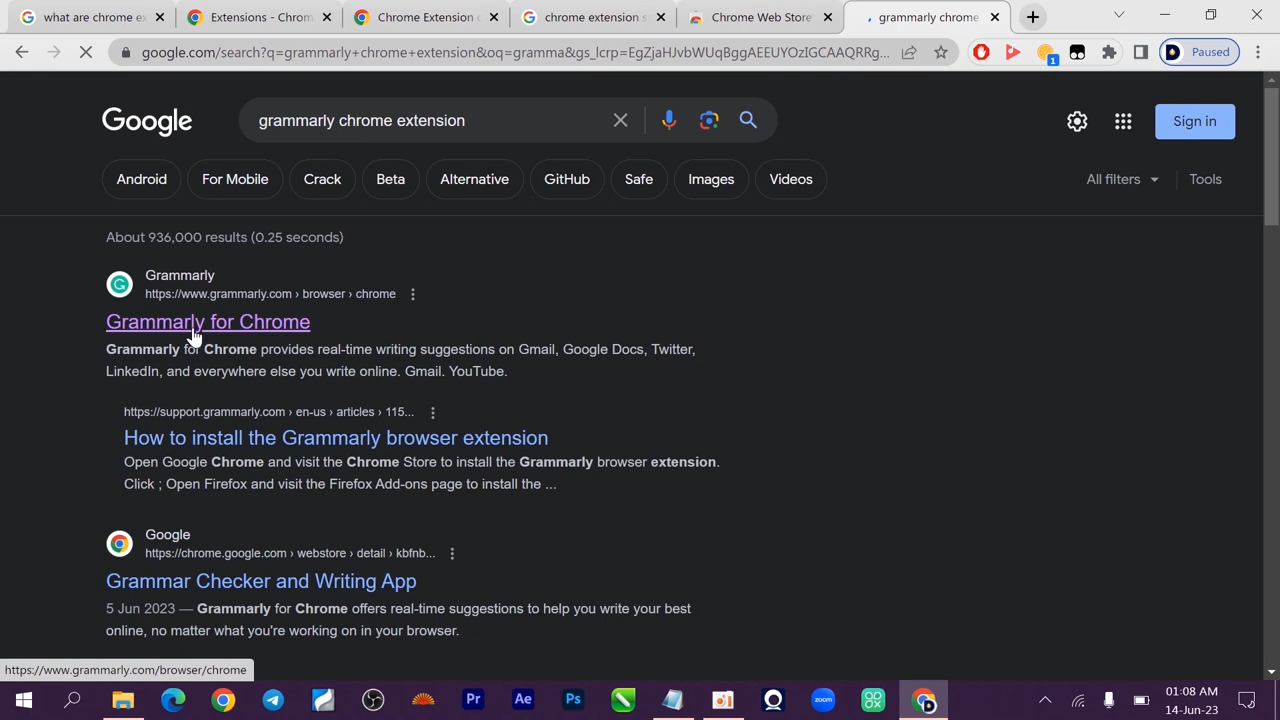 what are chrome ex
Extensions - Chrom
Chrome Extension c
chrome extension s
Chrome Web Store
grammarly chrome
google.com/search?q=grammarly+chrome+extension&oq=gramma&gs_lcrp=EgZjaHJvbWUqBggAEEUYOzIGCAAQRRg...
1
Paused
Google
grammarly chrome extension
Sign in
Android
For Mobile
Crack
Beta
Alternative
GitHub
Safe
Images
Videos
All filters
Tools
About 936,000 results (0.25 seconds)
Grammarly
https://www.grammarly.com › browser › chrome
Grammarly for Chrome
Grammarly for Chrome provides real-time writing suggestions on Gmail, Google Docs, Twitter,
LinkedIn, and everywhere else you write online. Gmail. YouTube.
https://support.grammarly.com › en-us › articles › 115...
How to install the Grammarly browser extension
Open Google Chrome and visit the Chrome Store to install the Grammarly browser extension.
Click ; Open Firefox and visit the Firefox Add-ons page to install the ...
Google
https://chrome.google.com › webstore › detail › kbfnb...
Grammar Checker and Writing App
5 Jun 2023 — Grammarly for Chrome offers real-time suggestions to help you write your best
online, no matter what you're working on in your browser.
https://www.grammarly.com/browser/chrome
Pr
Ae
Ps
zoom
01:08 AM
14-Jun-23